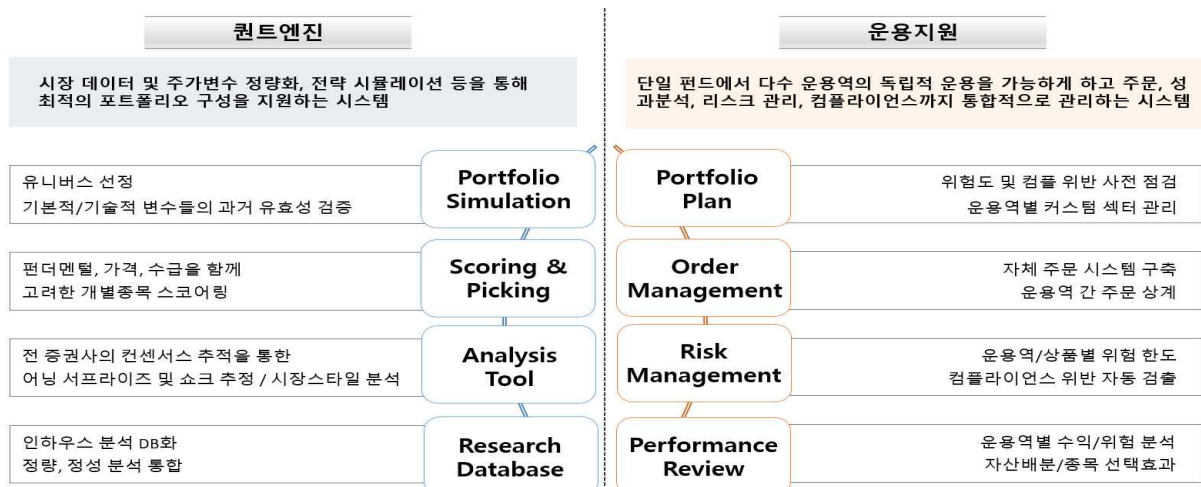 퀀트엔진
시장 데이터 및 주가변수 정량화, 전략 시뮬레이션 등을 통해
최적의 포트폴리오 구성을 지원하는 시스템
유니버스 선정
기본적/기술적 변수들의 과거 유효성 검증
Portfolio
Simulation
펀더멘털, 가격, 수급을 함께
고려한 개별종목 스코어링
Scoring &
Picking
전 증권사의 컨센서스 추적을 통한
어닝 서프라이즈 및 쇼크 추정 / 시장스타일 분석
Analysis
Tool
인하우스 분석 DB화
정량, 정성 분석 통합
Research
Database
운용지원
단일 펀드에서 다수 운용역의 독립적 운용을 가능하게 하고 주문, 성
과분석, 리스크 관리, 컴플라이언스까지 통합적으로 관리하는 시스템
Portfolio
Plan
위험도 및 컴플 위반 사전 점검
운용역별 커스텀 섹터 관리
Order
Management
자체 주문 시스템 구축
운용역 간 주문 상계
Risk
Management
운용역/상품별 위험 한도
컴플라이언스 위반 자동 검출
Performance
Review
운용역별 수익/위험 분석
자산배분/종목 선택효과